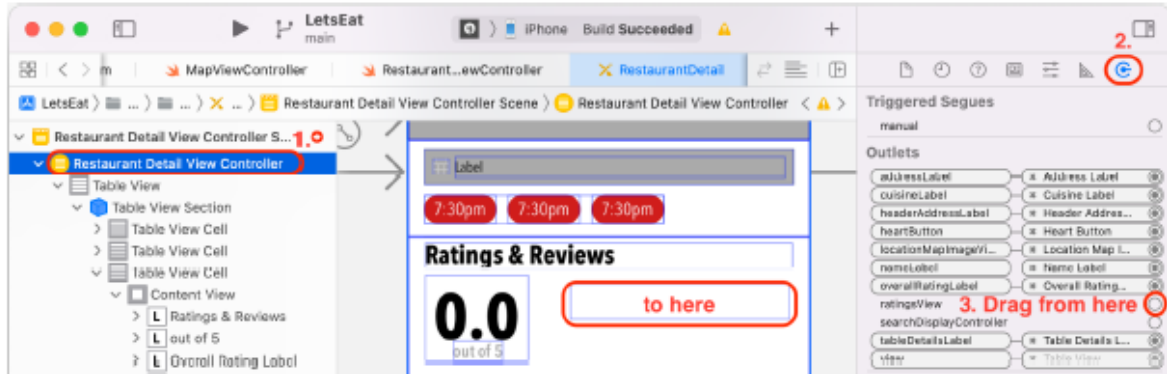 LetsEat
main
iPhone Build Succeeded
2.
m
MapViewController
Restaurant...ewController
RestaurantDetail
LetsEat ... ... ... Restaurant Detail View Controller Scene Restaurant Detail View Controller
Triggered Segues
manual
Outlets
Restaurant Detail View Controller S...
1.
Restaurant Detail View Controller
Table View
Table View Section
Table View Cell
Table View Cell
Table View Cell
Content View
L Ratings & Reviews
L out of 5
L Overall Rating Label
Label
7:30pm 7:30pm 7:30pm
Ratings & Reviews
0.0
out of 5
to here
addressLabel Address Label
cuisineLabel Cuisine Label
headerAddressLabel Header Addres...
heartButton Heart Button
locationMapImageVi... Location Map I...
nameLabel Name Label
overallRatingLabel Overall Rating...
ratingsView
3. Drag from here
searchDisplayController
tableDetailsLabel Table Details L...
view Table View